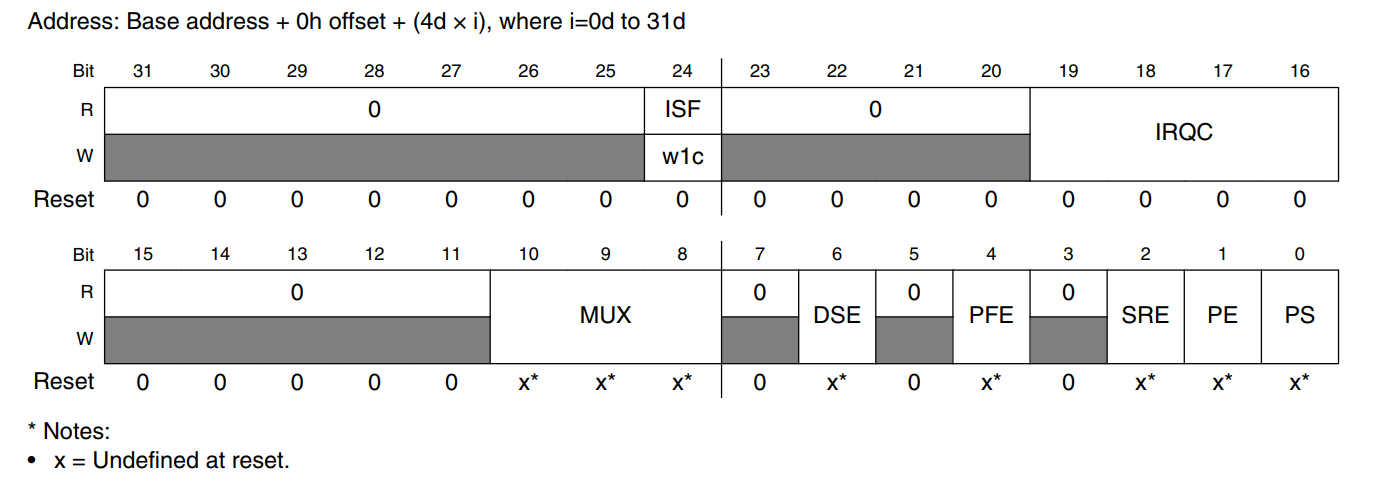 Address: Base address + 0h offset + (4d × i), where i=0d to 31d
Bit 31 30 29 28 27 26 25 24 23 22 21 20 19 18 17 16
R 0 ISF 0 IRQC
W w1c
Reset 0 0 0 0 0 0 0 0 0 0 0 0 0 0 0 0
Bit 15 14 13 12 11 10 9 8 7 6 5 4 3 2 1 0
R 0 MUX 0 DSE 0 PFE 0 SRE PE PS
W
Reset 0 0 0 0 0 x* x* x* 0 x* 0 x* 0 x* x* x*
* Notes:
• x = Undefined at reset.